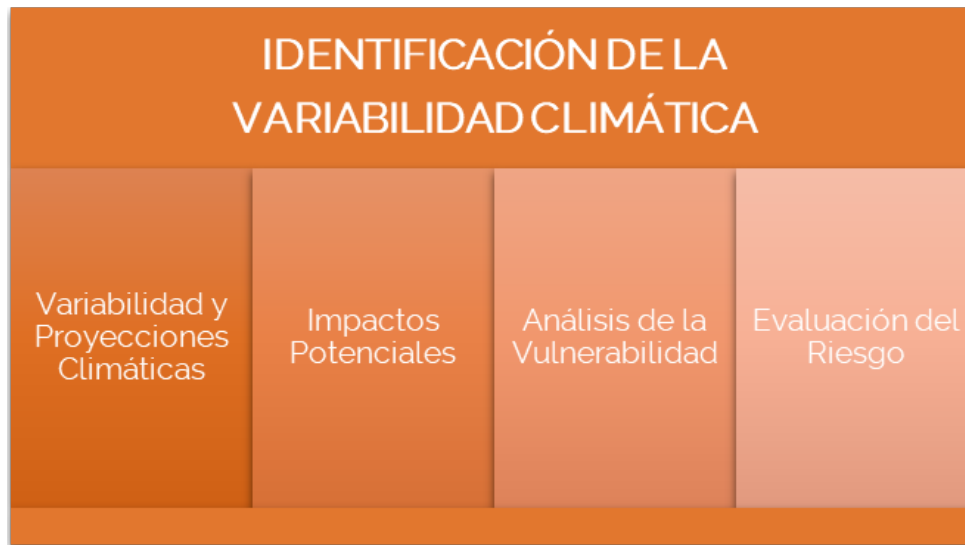 IDENTIFICACIÓN DE LA
VARIABILIDAD CLIMÁTICA
Variabilidad y
Proyecciones
Climáticas
Impactos
Potenciales
Análisis de la
Vulnerabilidad
Evaluación del
Riesgo